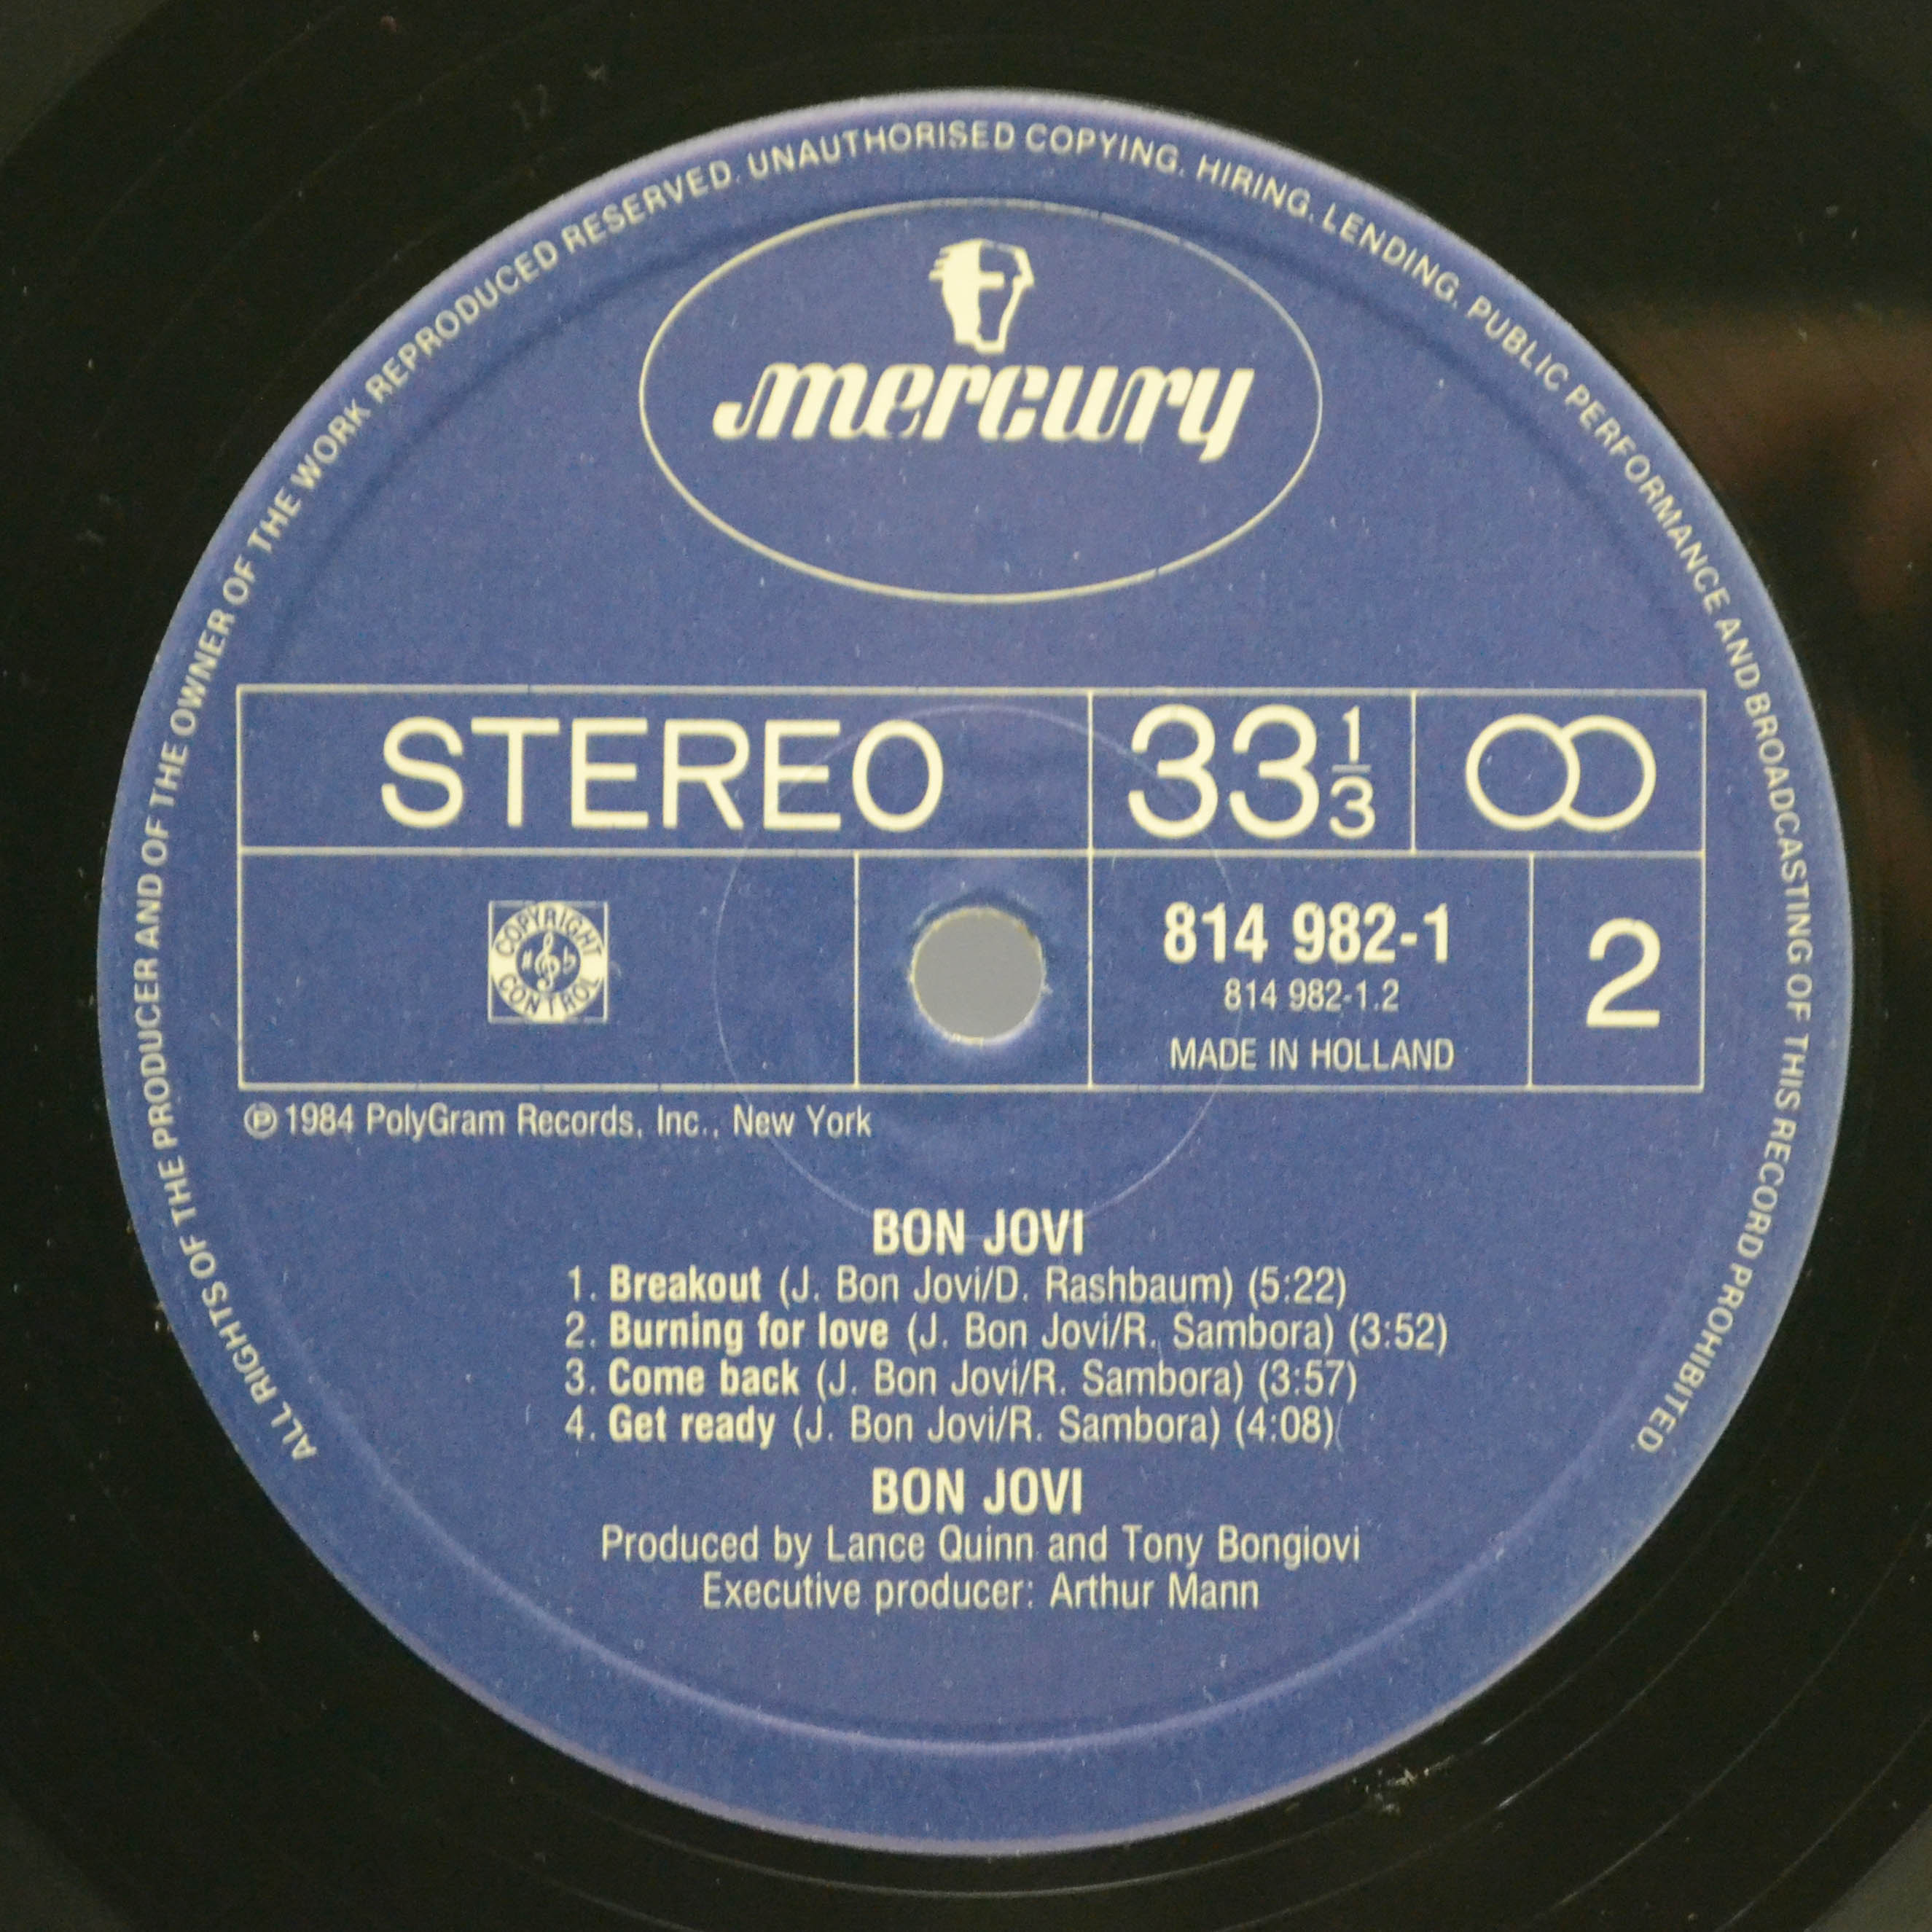 ALL RIGHTS OF THE PRODUCER AND OF THE OWNER OF THE WORK REPRODUCED RESERVED. UNAUTHORISED COPYING. HIRING. LENDING. PUBLIC PERFORMANCE AND BROADCASTING OF THIS RECORD PROHIBITED.
mercury
STEREO
33 1/3
814 982-1
814 982-1.2
MADE IN HOLLAND
2
COPYRIGHT
CONTROL
℗ 1984 PolyGram Records, Inc., New York
BON JOVI
1. Breakout (J. Bon Jovi/D. Rashbaum) (5:22)
2. Burning for love (J. Bon Jovi/R. Sambora) (3:52)
3. Come back (J. Bon Jovi/R. Sambora) (3:57)
4. Get ready (J. Bon Jovi/R. Sambora) (4:08)
BON JOVI
Produced by Lance Quinn and Tony Bongiovi
Executive producer: Arthur Mann